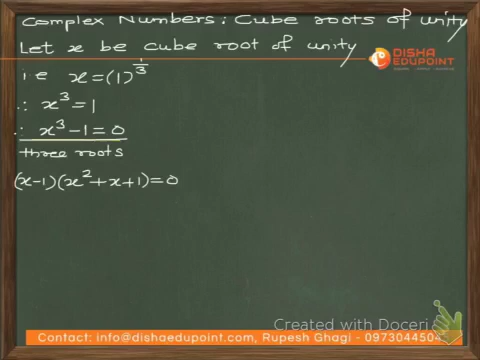 Complex Numbers: Cube roots of unity
Let x be cube root of unity
DISHA EDUPOINT
i.e x = (1)^{1/3}
∴ x³ = 1
∴ x³ − 1 = 0
three roots
(x−1)(x²+x+1) = 0
Created with Doceri
Contact: info@dishaedupoint.com, Rupesh Ghagi - 0973044504